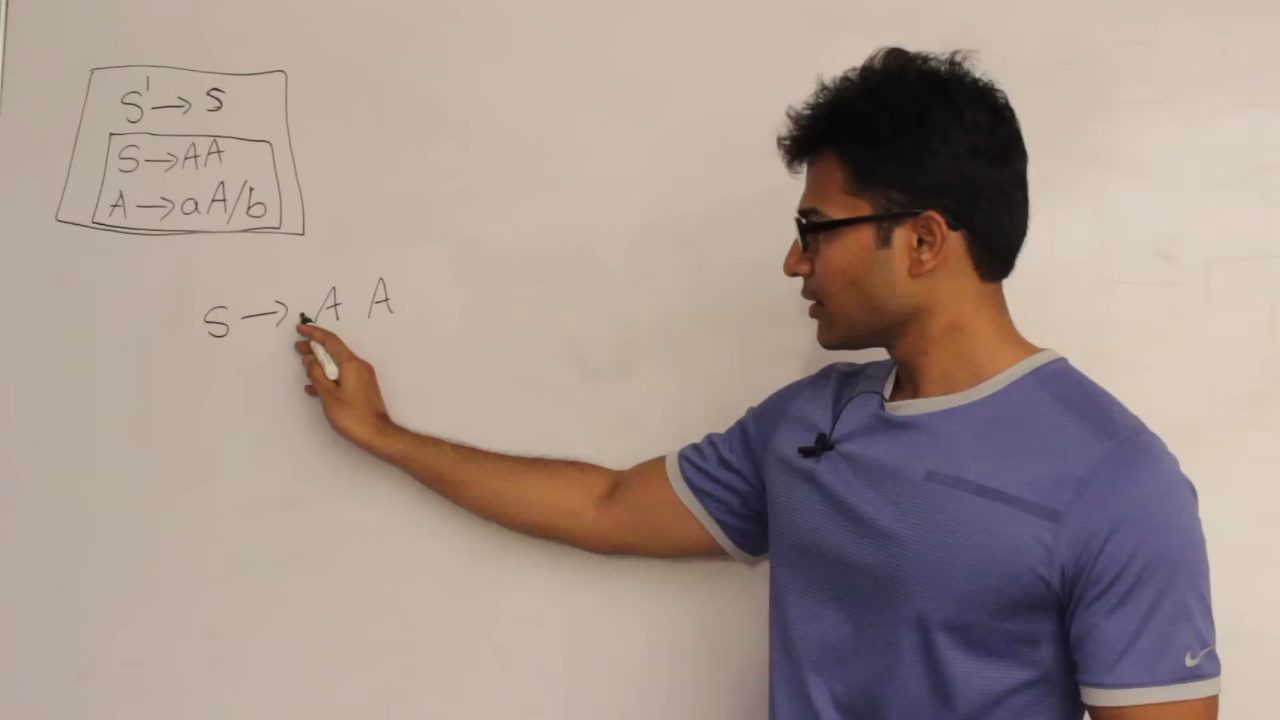 S' → S
S → AA
A → aA/b
S → .A A